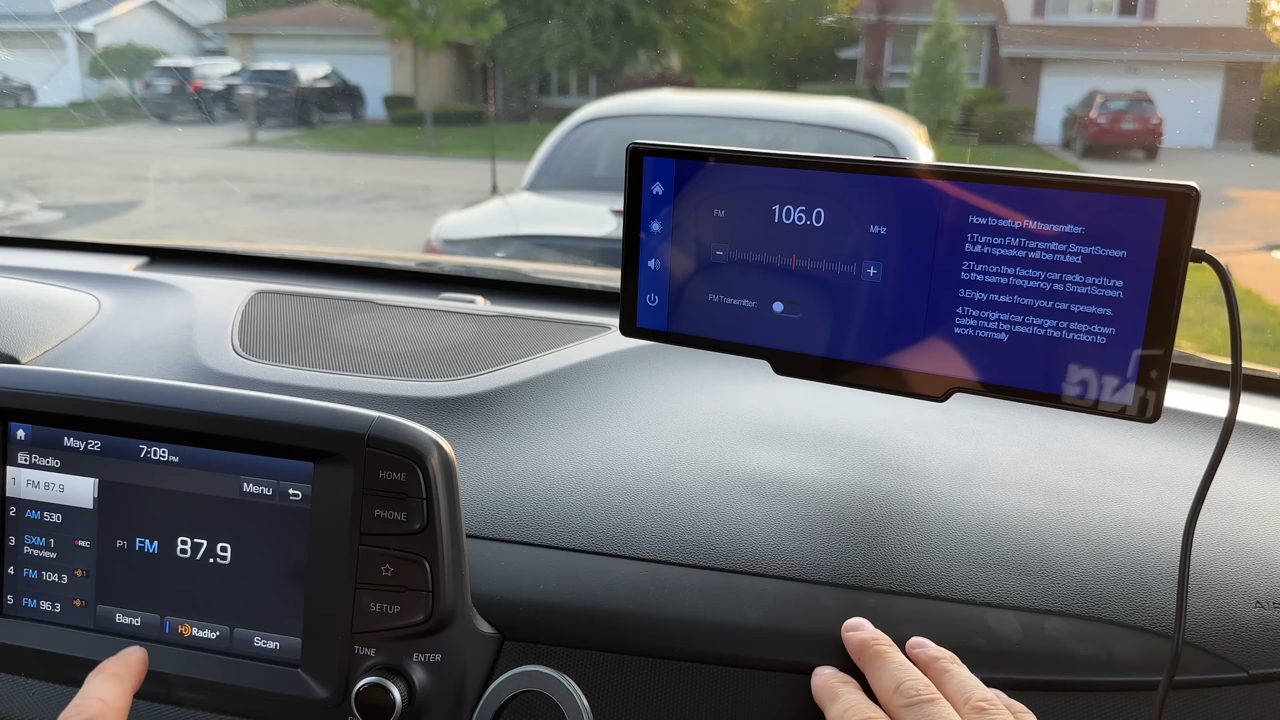 FM
106.0
MHz
FM Transmitter:
How to setup FM transmitter:
1.Turn on FM Transmitter,SmartScreen
Built-in speaker will be muted.
2.Turn on the factory car radio and tune
to the same frequency as SmartScreen.
3.Enjoy music from your car speakers.
4.The original car charger or step-down
cable must be used for the function to
work normally
May 22
7:09 PM
Radio
Menu
1 FM 87.9
2 AM 530
3 SXM 1 REC
Preview
4 FM 104.3
5 FM 96.3
P1 FM 87.9
Band
HD Radio
Scan
HOME
PHONE
SETUP
TUNE
ENTER